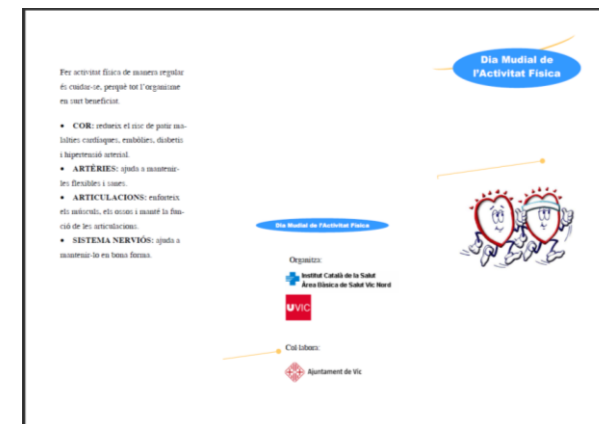 Fer activitat física de manera regular
és cuidar-se, perquè tot l'organisme
en surt beneficiat.
• COR: redueix el risc de patir ma-
lalties cardíaques, embòlies, diabetis
i hipertensió arterial.
• ARTÈRIES: ajuda a mantenir-
les flexibles i sanes.
• ARTICULACIONS: enforteix
els músculs, els ossos i manté la fun-
ció de les articulacions.
• SISTEMA NERVIÓS: ajuda a
mantenir-lo en bona forma.
Dia Mudial de l'Activitat Física
Organitza:
Institut Català de la Salut
Àrea Bàsica de Salut Vic Nord
UVIC
Col·labora:
Ajuntament de Vic
Dia Mudial de
l'Activitat Física